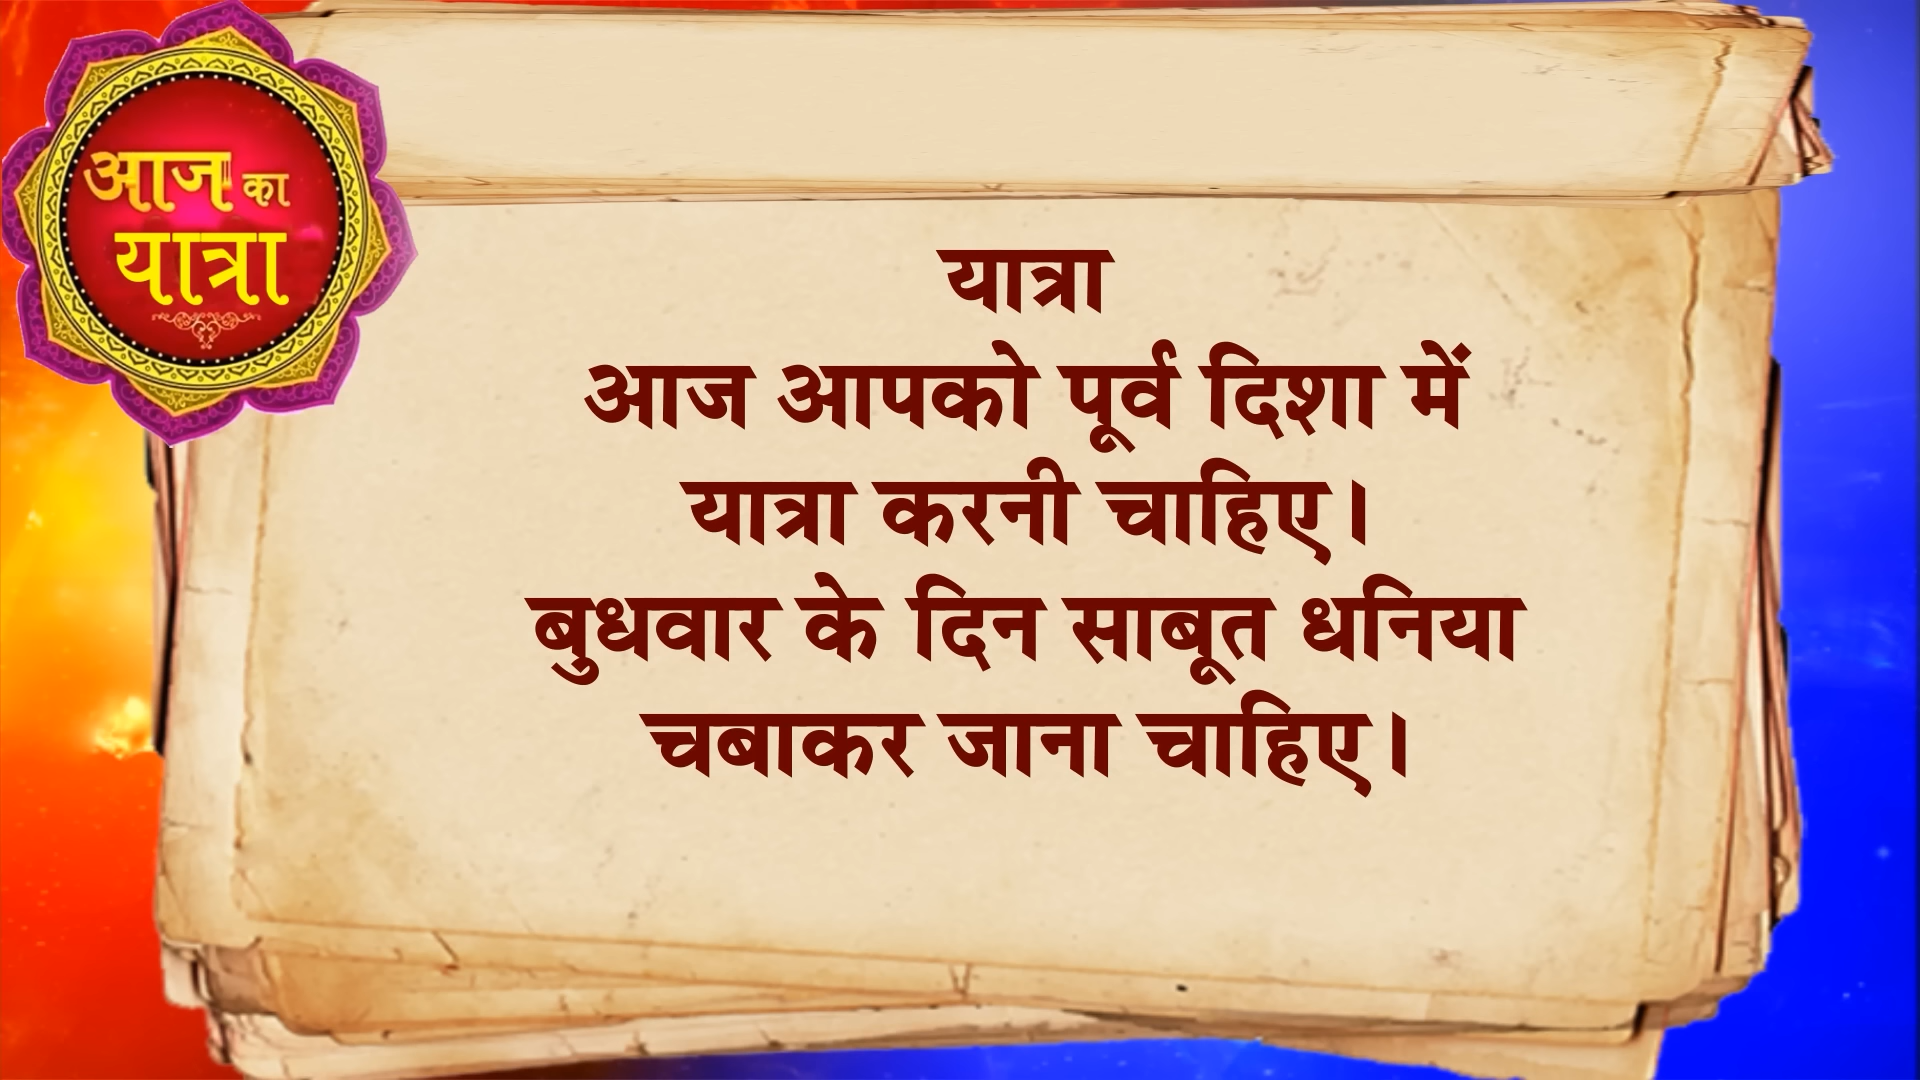 आज का
यात्रा
यात्रा
आज आपको पूर्व दिशा में
यात्रा करनी चाहिए।
बुधवार के दिन साबूत धनिया
चबाकर जाना चाहिए।